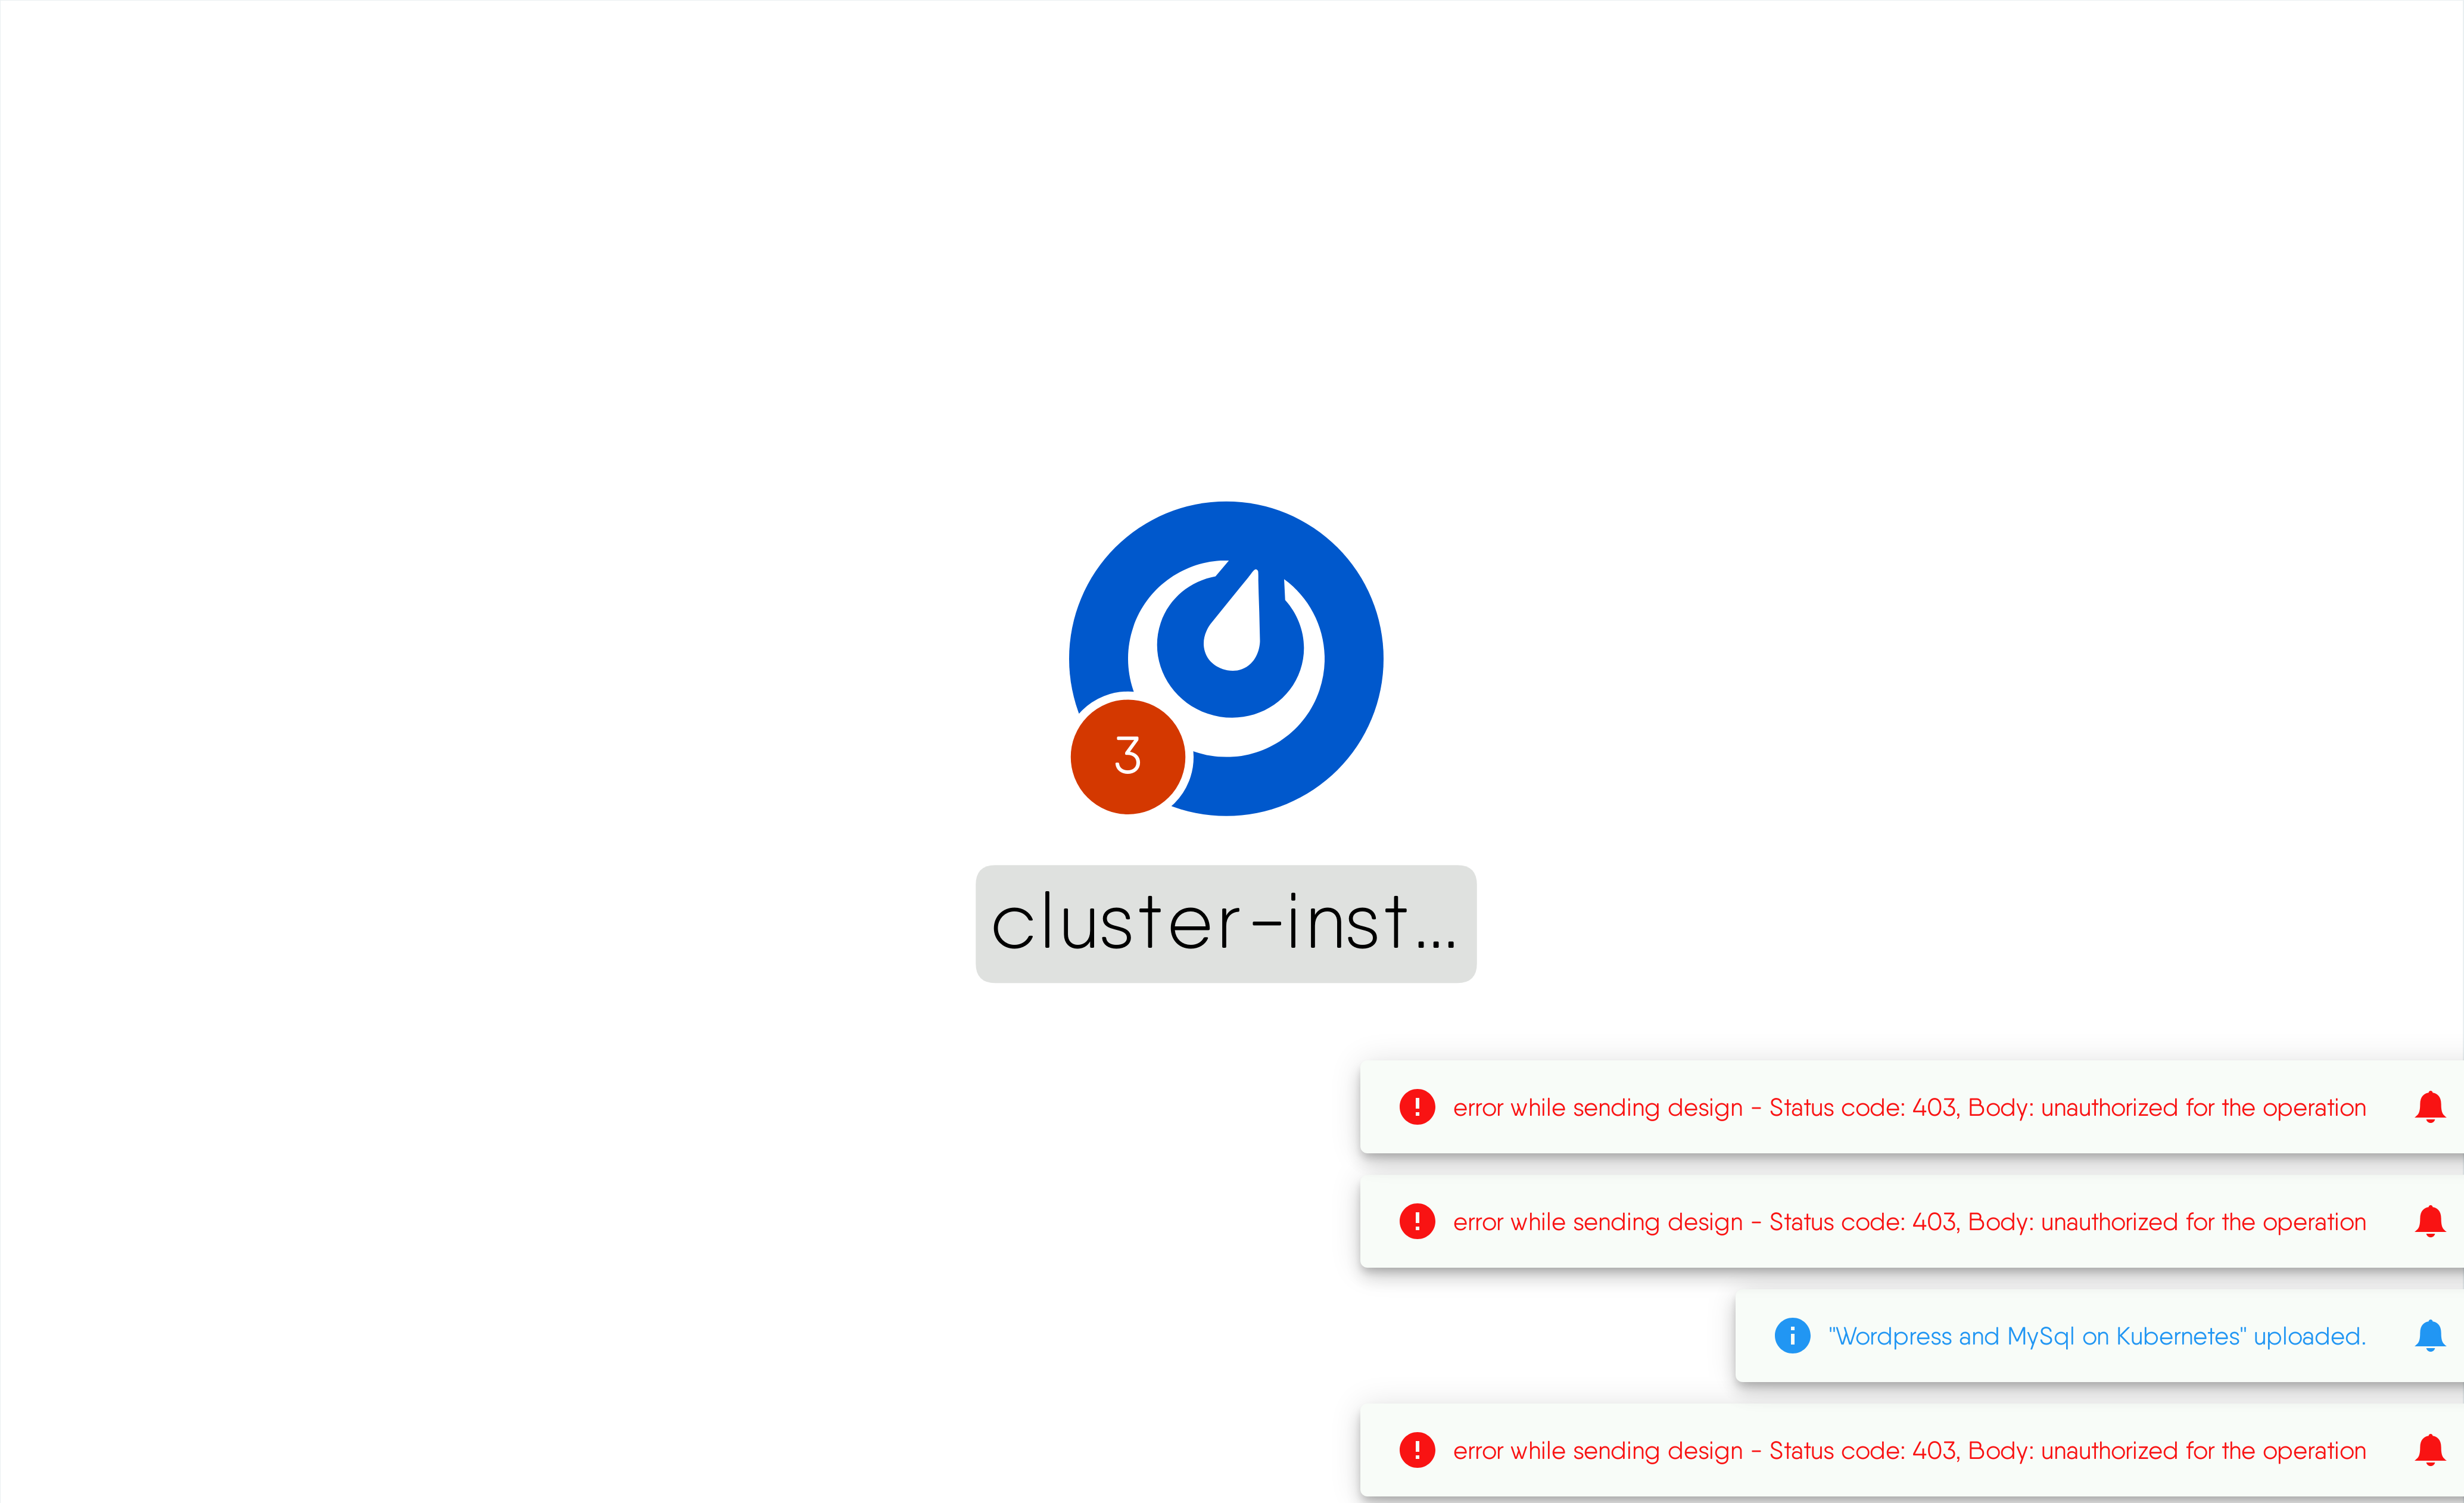 3
cluster-inst...
error while sending design - Status code: 403, Body: unauthorized for the operation
error while sending design - Status code: 403, Body: unauthorized for the operation
"Wordpress and MySql on Kubernetes" uploaded.
error while sending design - Status code: 403, Body: unauthorized for the operation